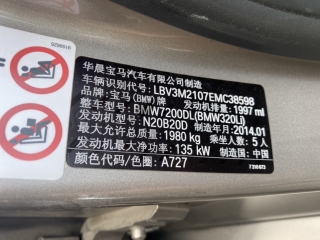 华晨宝马汽车有限公司制造
车辆识别代号: LBV3M2107EMC38598
品牌: 宝马(BMW)牌 发动机排量: 1997 ml
整车型号: BMW7200DL(BMW320Li)
发动机型号: N20B20D 制造年月: 2014.01
最大允许总质量: 1980 kg 乘坐人数: 5 人
发动机最大净功率: 135 kW 制造国: 中国
颜色代码/色圈: A727